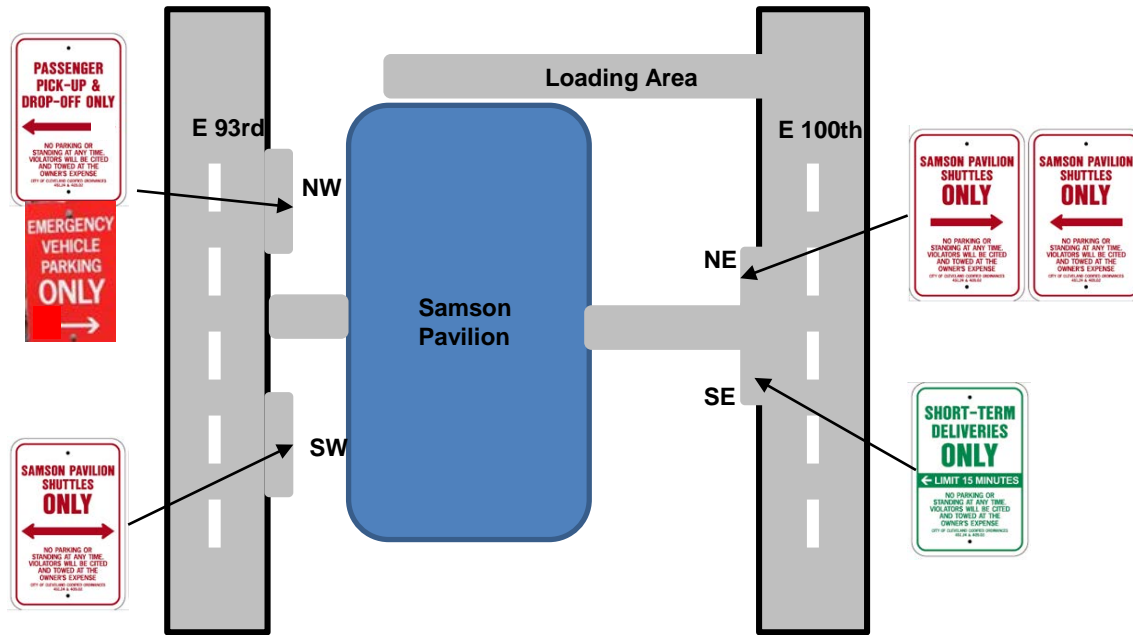 PASSENGER
PICK-UP &
DROP-OFF ONLY
NO PARKING OR
STANDING AT ANY TIME.
VIOLATORS WILL BE CITED
AND TOWED AT THE
OWNER'S EXPENSE
EMERGENCY
VEHICLE
PARKING
ONLY
SAMSON PAVILION
SHUTTLES
ONLY
NO PARKING OR
STANDING AT ANY TIME.
VIOLATORS WILL BE CITED
AND TOWED AT THE
OWNER'S EXPENSE
E 93rd
NW
SW
Loading Area
Samson
Pavilion
E 100th
NE
SE
SAMSON PAVILION
SHUTTLES
ONLY
NO PARKING OR
STANDING AT ANY TIME.
VIOLATORS WILL BE CITED
AND TOWED AT THE
OWNER'S EXPENSE
SAMSON PAVILION
SHUTTLES
ONLY
NO PARKING OR
STANDING AT ANY TIME.
VIOLATORS WILL BE CITED
AND TOWED AT THE
OWNER'S EXPENSE
SHORT-TERM
DELIVERIES
ONLY
LIMIT 15 MINUTES
NO PARKING OR
STANDING AT ANY TIME.
VIOLATORS WILL BE CITED
AND TOWED AT THE
OWNER'S EXPENSE